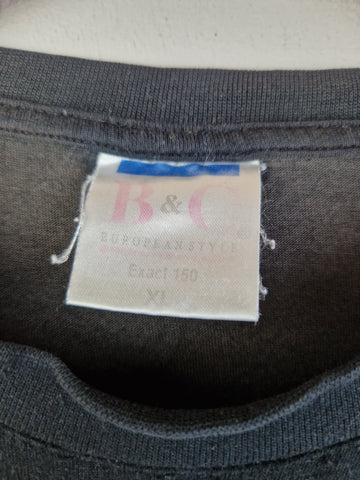 B & C
EUROPEAN STYLE
Exact 150
XL